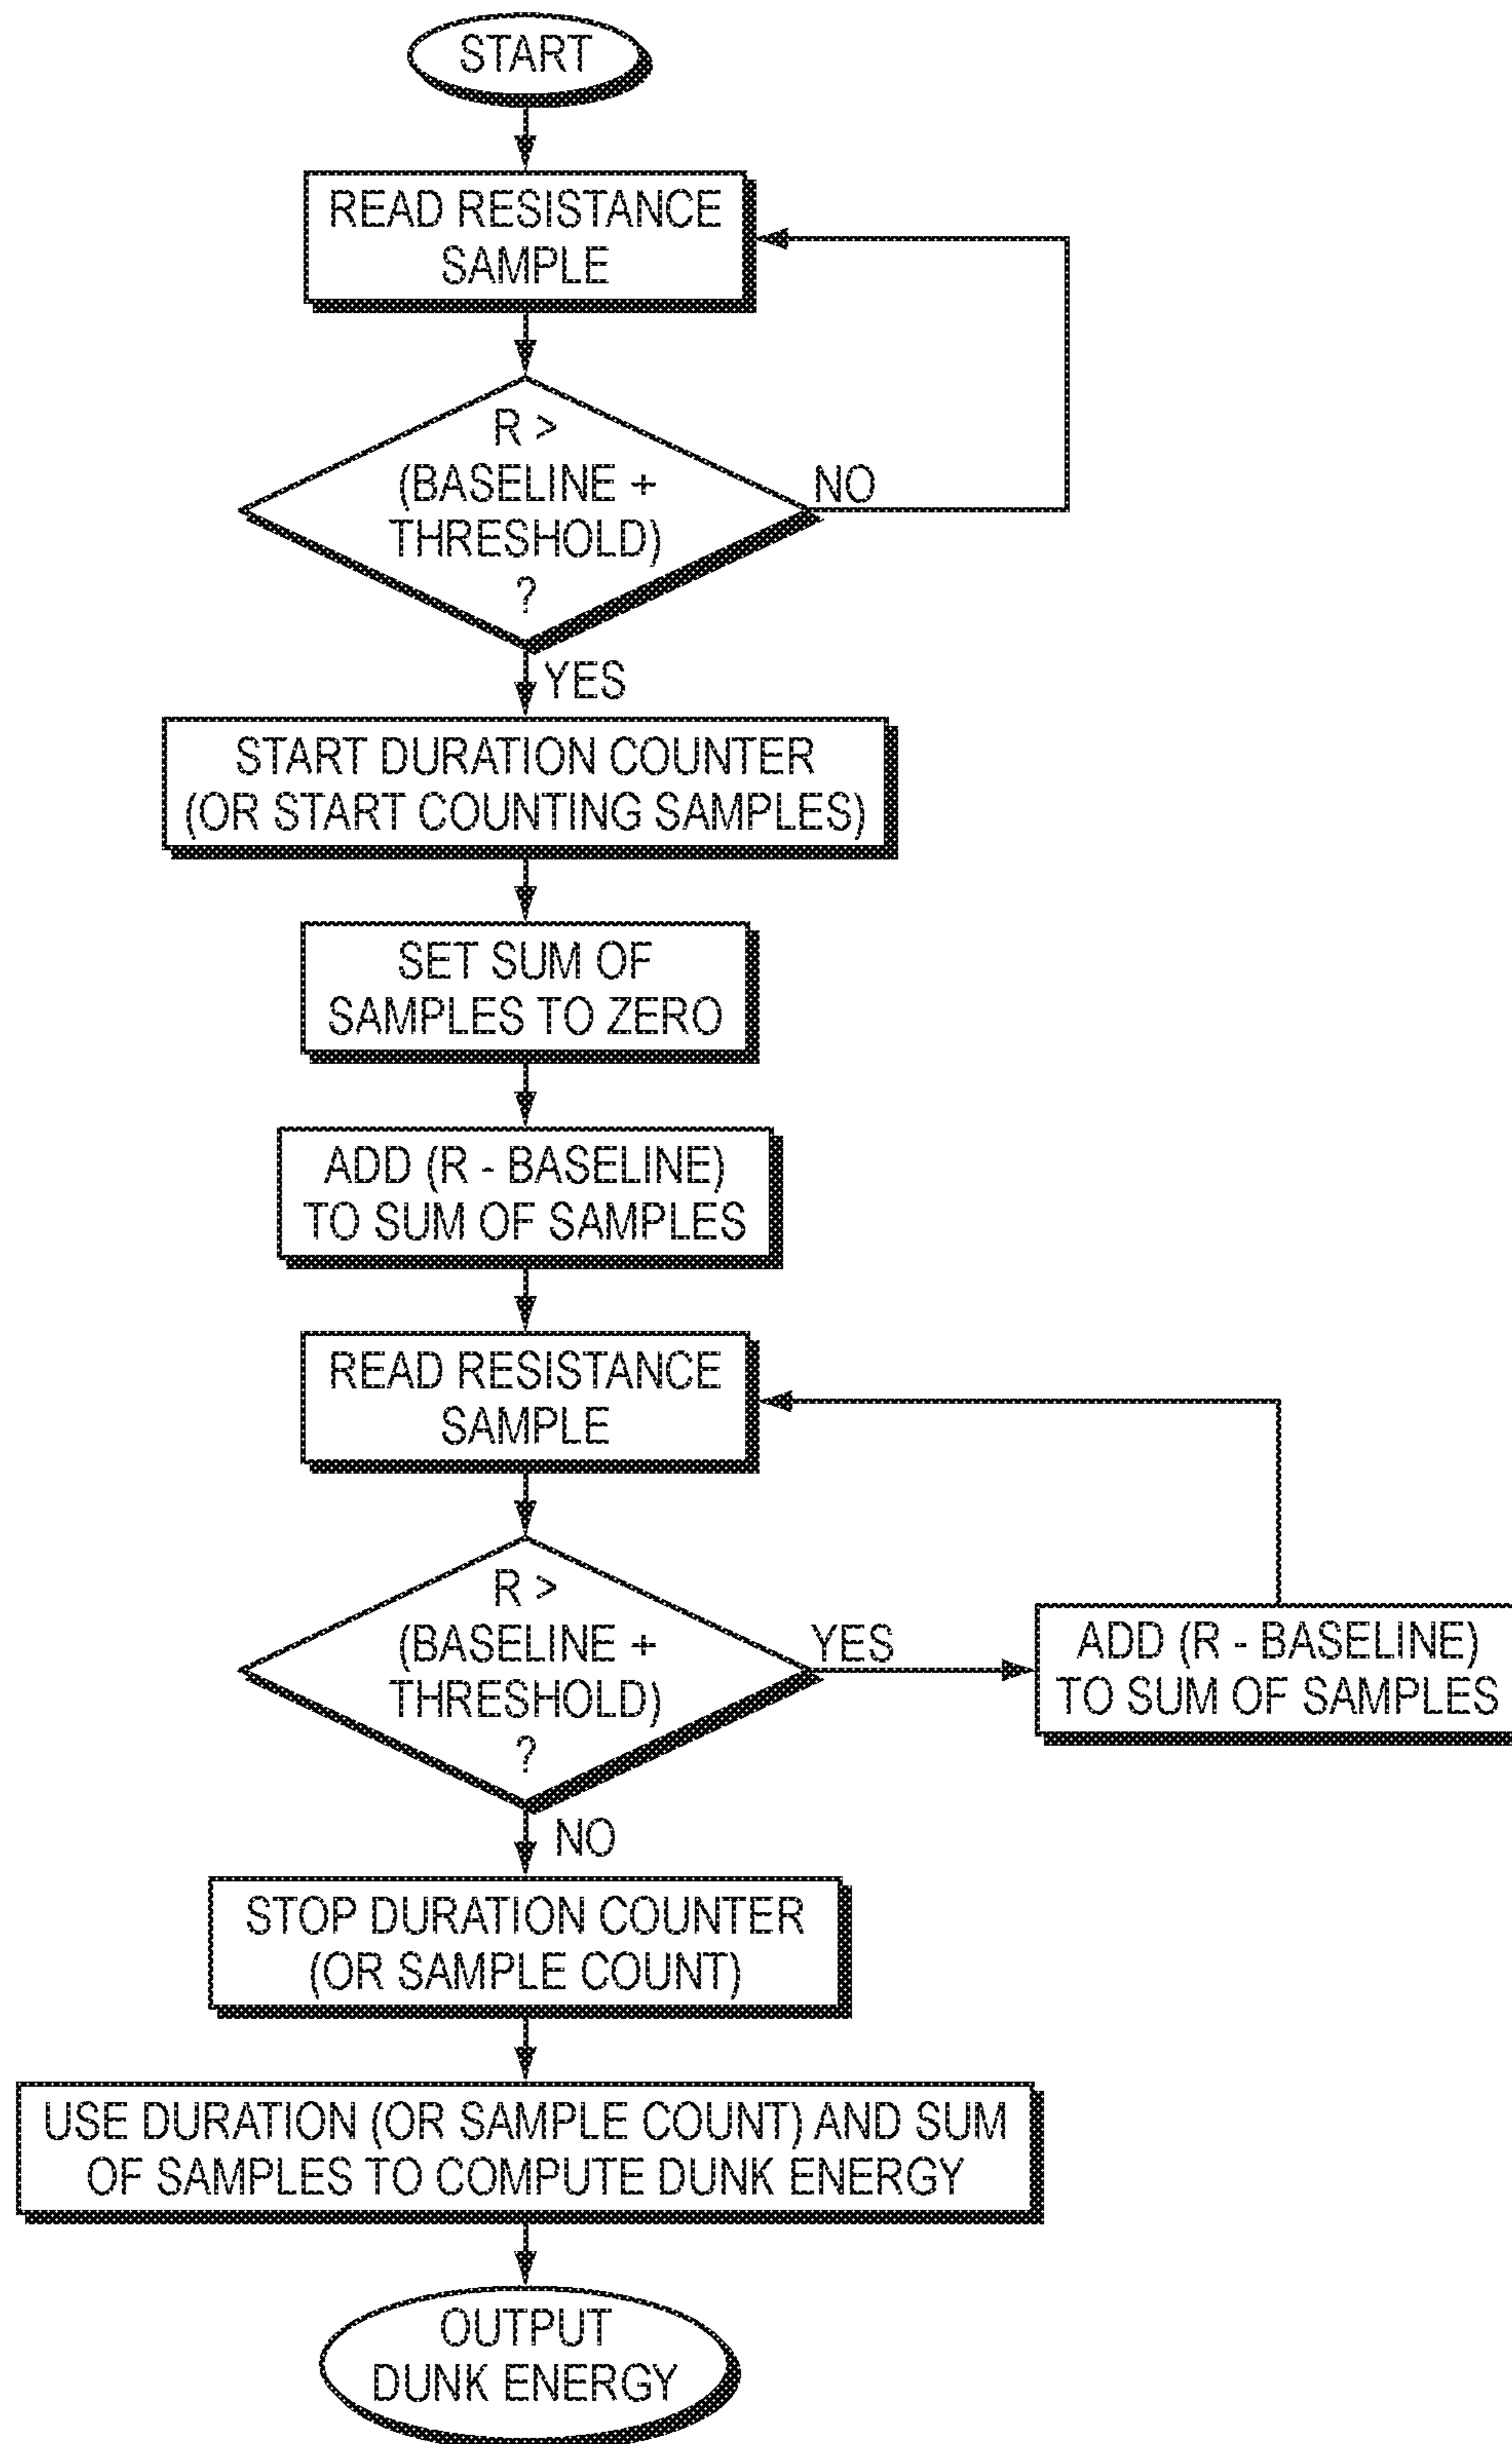 START
READ RESISTANCE
SAMPLE
R >
(BASELINE +
THRESHOLD)
?
NO
YES
START DURATION COUNTER
(OR START COUNTING SAMPLES)
SET SUM OF
SAMPLES TO ZERO
ADD (R - BASELINE)
TO SUM OF SAMPLES
READ RESISTANCE
SAMPLE
R >
(BASELINE +
THRESHOLD)
?
YES
ADD (R - BASELINE)
TO SUM OF SAMPLES
NO
STOP DURATION COUNTER
(OR SAMPLE COUNT)
USE DURATION (OR SAMPLE COUNT) AND SUM
OF SAMPLES TO COMPUTE DUNK ENERGY
OUTPUT
DUNK ENERGY